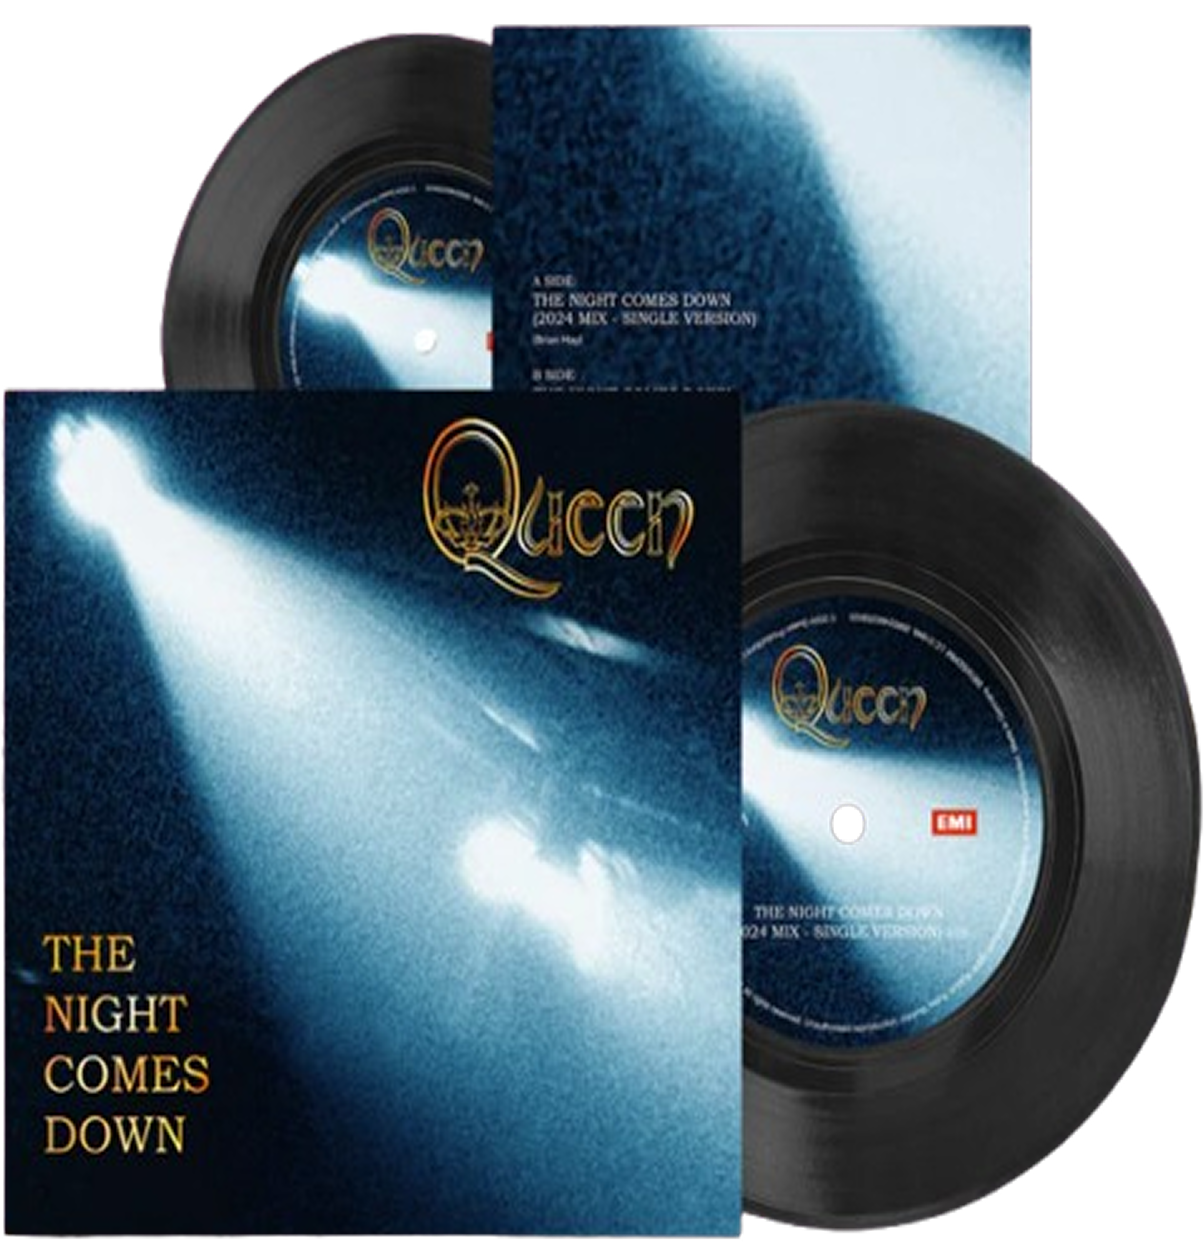 Queen
A SIDE:
THE NIGHT COMES DOWN
(2024 MIX - SINGLE VERSION)
(Brian May)
B SIDE:
Queen
THE
NIGHT
COMES
DOWN
Queen
EMI
THE NIGHT COMES DOWN
024 MIX - SINGLE VERSION)